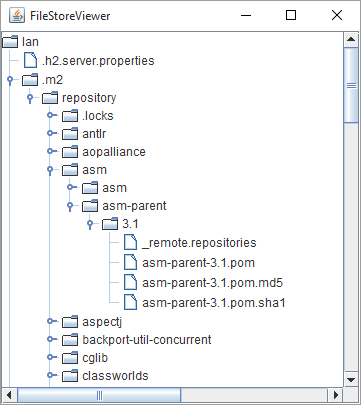 FileStoreViewer
Ian
.h2.server.properties
.m2
repository
.locks
antlr
aopalliance
asm
asm
asm-parent
3.1
_remote.repositories
asm-parent-3.1.pom
asm-parent-3.1.pom.md5
asm-parent-3.1.pom.sha1
aspectj
backport-util-concurrent
cglib
classworlds